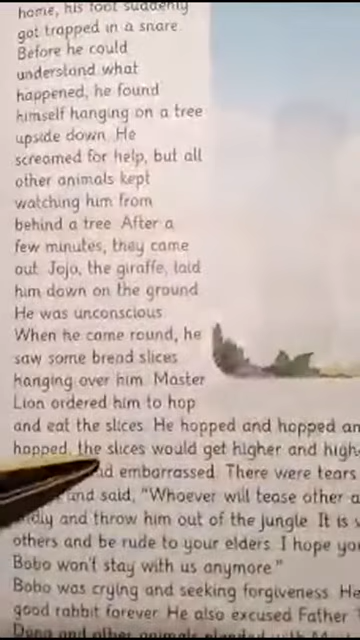 home, his foot suddenly
got trapped in a snare.
Before he could
understand what
happened, he found
himself hanging on a tree
upside down. He
screamed for help, but all
other animals kept
watching him from
behind a tree. After a
few minutes, they came
out. Jojo, the giraffe, laid
him down on the ground.
He was unconscious.
When he came round, he
saw some bread slices
hanging over him. Master
Lion ordered him to hop
and eat the slices. He hopped and hopped an
hopped, the slices would get higher and high
nd embarrassed. There were tears
and said, "Whoever will tease other a
and throw him out of the jungle. It is
others and be rude to your elders. I hope yo
Bobo won't stay with us anymore."
Bobo was crying and seeking forgiveness. He
good rabbit forever. He also excused Father
and other animals